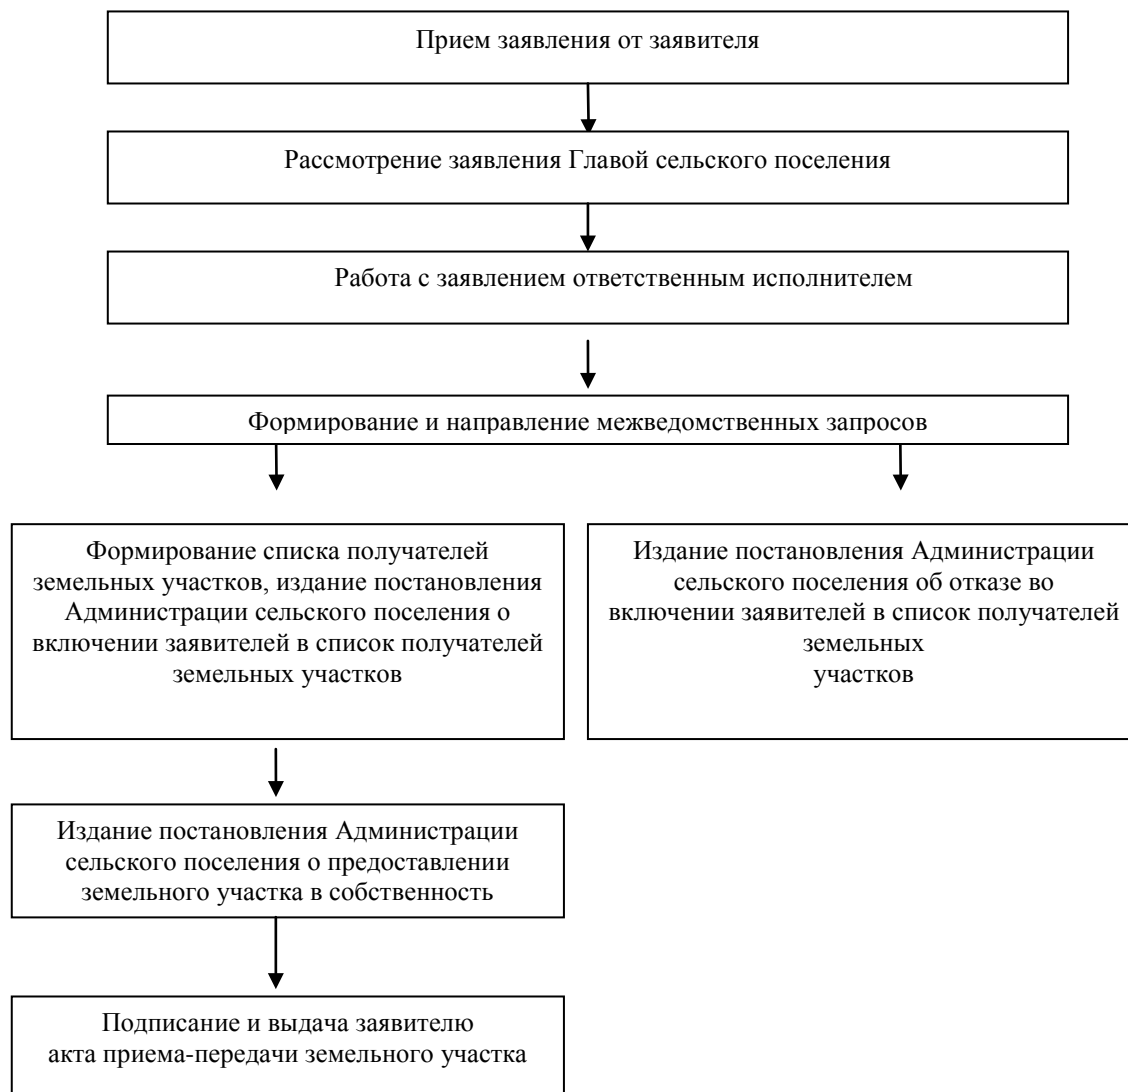 Прием заявления от заявителя
Рассмотрение заявления Главой сельского поселения
Работа с заявлением ответственным исполнителем
Формирование и направление межведомственных запросов
Формирование списка получателей
земельных участков, издание постановления
Администрации сельского поселения о
включении заявителей в список получателей
земельных участков
Издание постановления Администрации
сельского поселения об отказе во
включении заявителей в список получателей
земельных
участков
Издание постановления Администрации
сельского поселения о предоставлении
земельного участка в собственность
Подписание и выдача заявителю
акта приема-передачи земельного участка